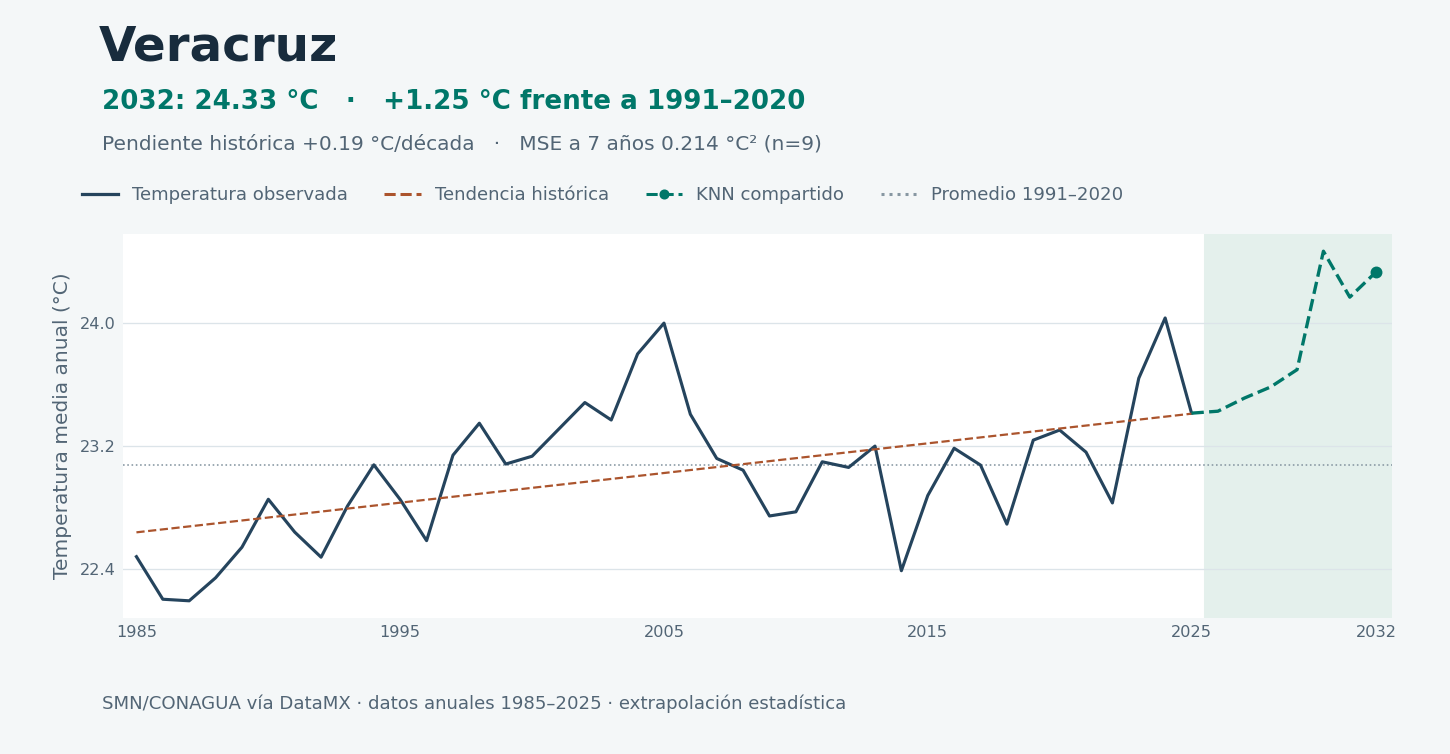 Veracruz
2032: 24.33 °C · +1.25 °C frente a 1991–2020
Pendiente histórica +0.19 °C/década · MSE a 7 años 0.214 °C² (n=9)
Temperatura observada Tendencia histórica KNN compartido Promedio 1991–2020
Temperatura media anual (°C)
24.0
23.2
22.4
1985 1995 2005 2015 2025 2032
SMN/CONAGUA vía DataMX · datos anuales 1985–2025 · extrapolación estadística